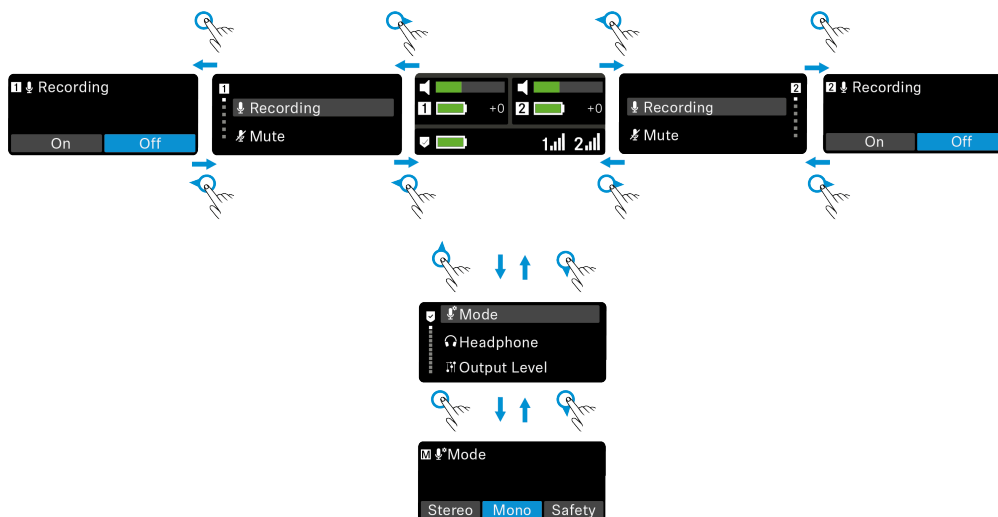 1 Recording
On Off
1
Recording
Mute
1 +0 2 +0
1 2
2
Recording
Mute
2 Recording
On Off
Mode
Headphone
Output Level
M Mode
Stereo Mono Safety